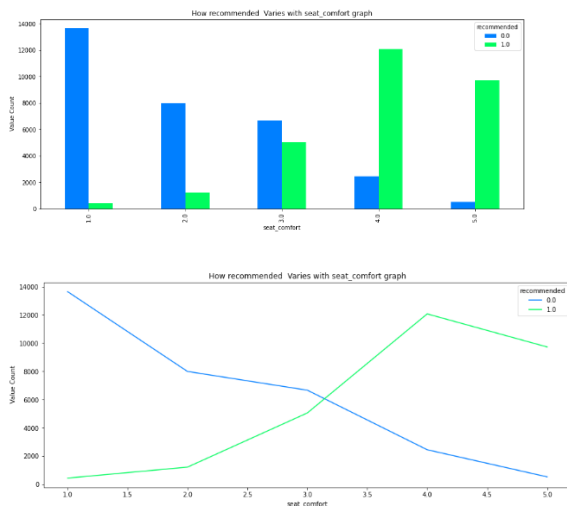 How recommended Varies with seat_comfort graph
14000
12000
10000
8000
6000
4000
2000
0
Value Count
recommended
0.0
1.0
1.0
2.0
3.0
4.0
5.0
seat_comfort
How recommended Varies with seat_comfort graph
14000
12000
10000
8000
6000
4000
2000
0
Value Count
recommended
0.0
1.0
1.0 1.5 2.0 2.5 3.0 3.5 4.0 4.5 5.0
seat_comfort